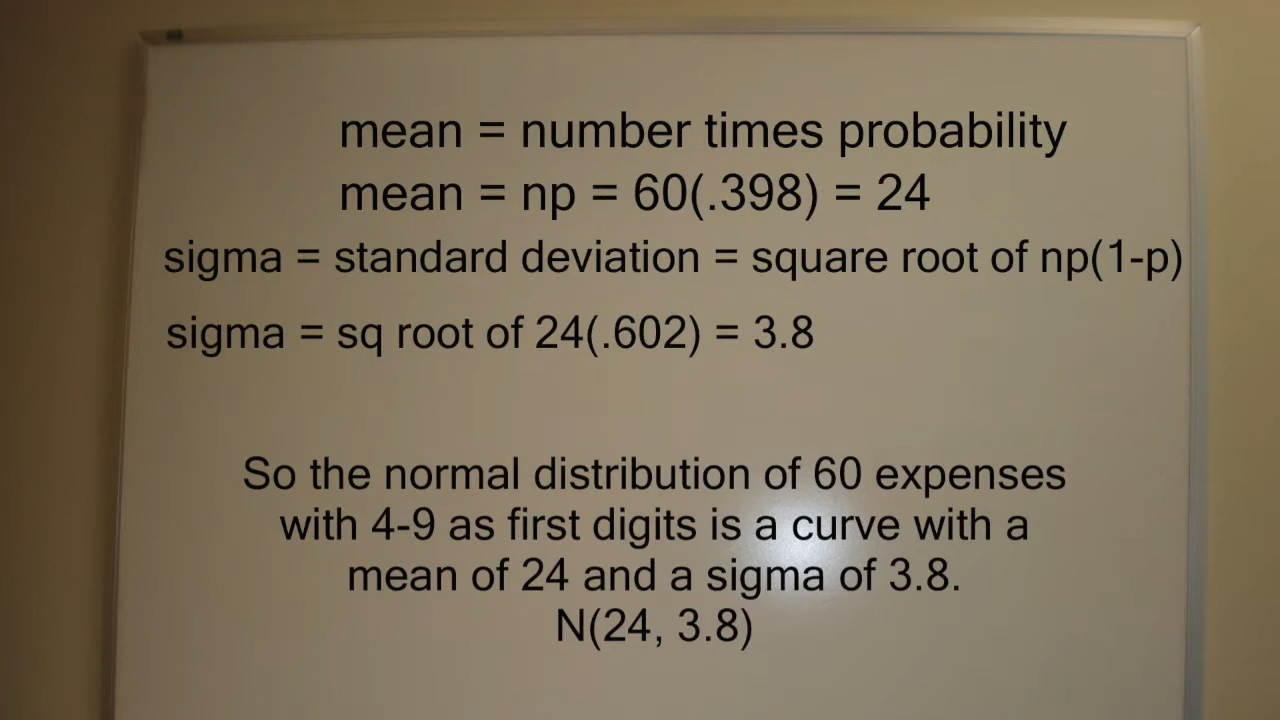 mean = number times probability
mean = np = 60(.398) = 24
sigma = standard deviation = square root of np(1-p)
sigma = sq root of 24(.602) = 3.8
So the normal distribution of 60 expenses
with 4-9 as first digits is a curve with a
mean of 24 and a sigma of 3.8.
N(24, 3.8)